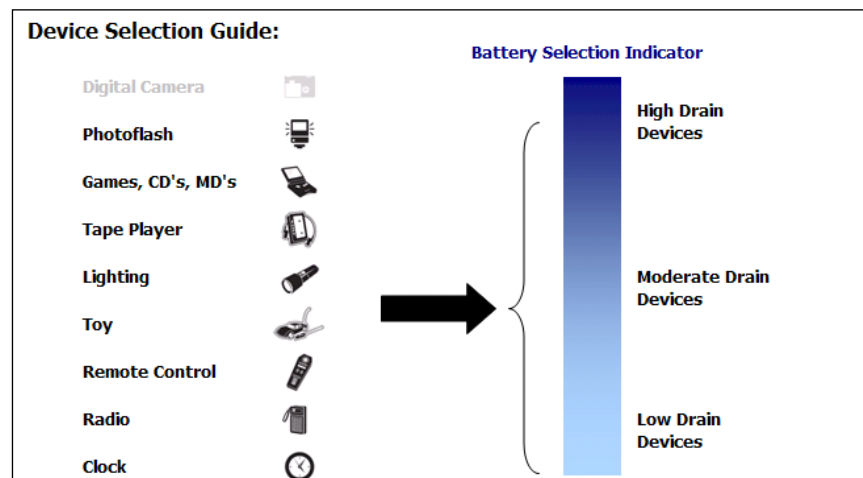 Device Selection Guide:
Battery Selection Indicator
Digital Camera
Photoflash
Games, CD's, MD's
Tape Player
Lighting
Toy
Remote Control
Radio
Clock
High Drain
Devices
Moderate Drain
Devices
Low Drain
Devices